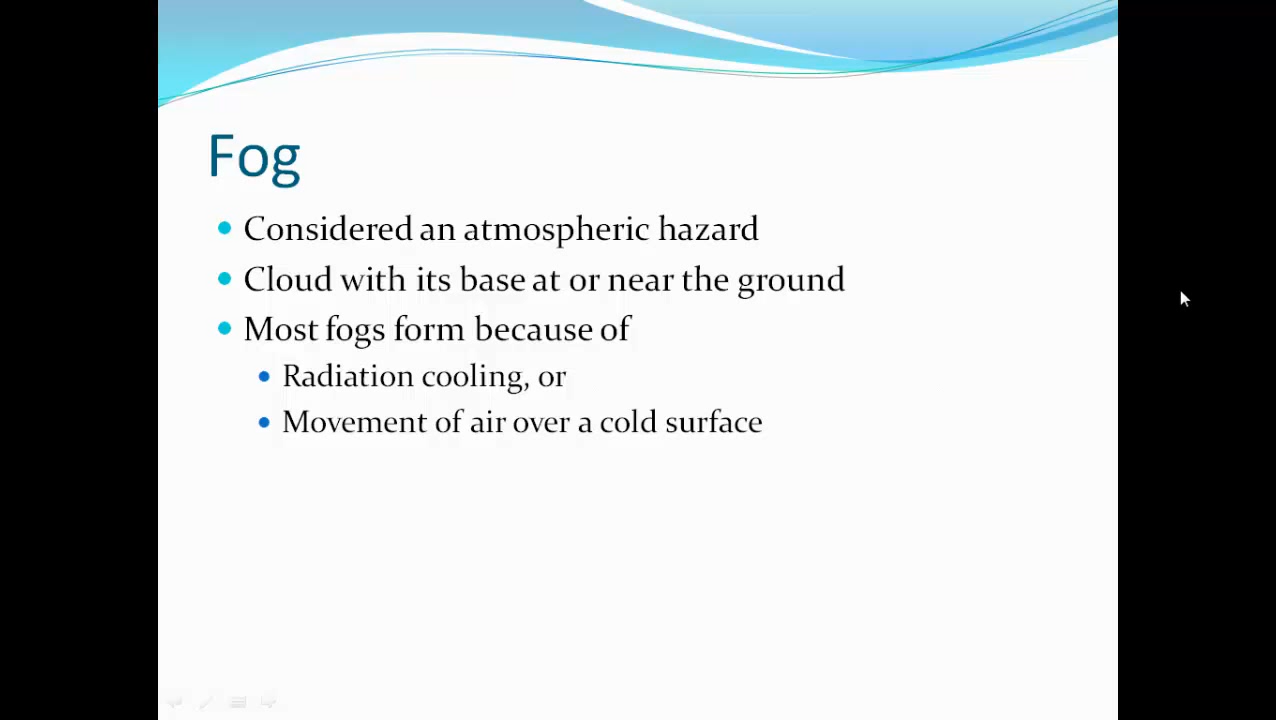 Fog
Considered an atmospheric hazard
Cloud with its base at or near the ground
Most fogs form because of
Radiation cooling, or
Movement of air over a cold surface